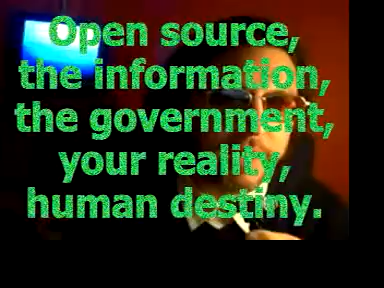 Open source,
the information,
the government,
your reality,
human destiny.